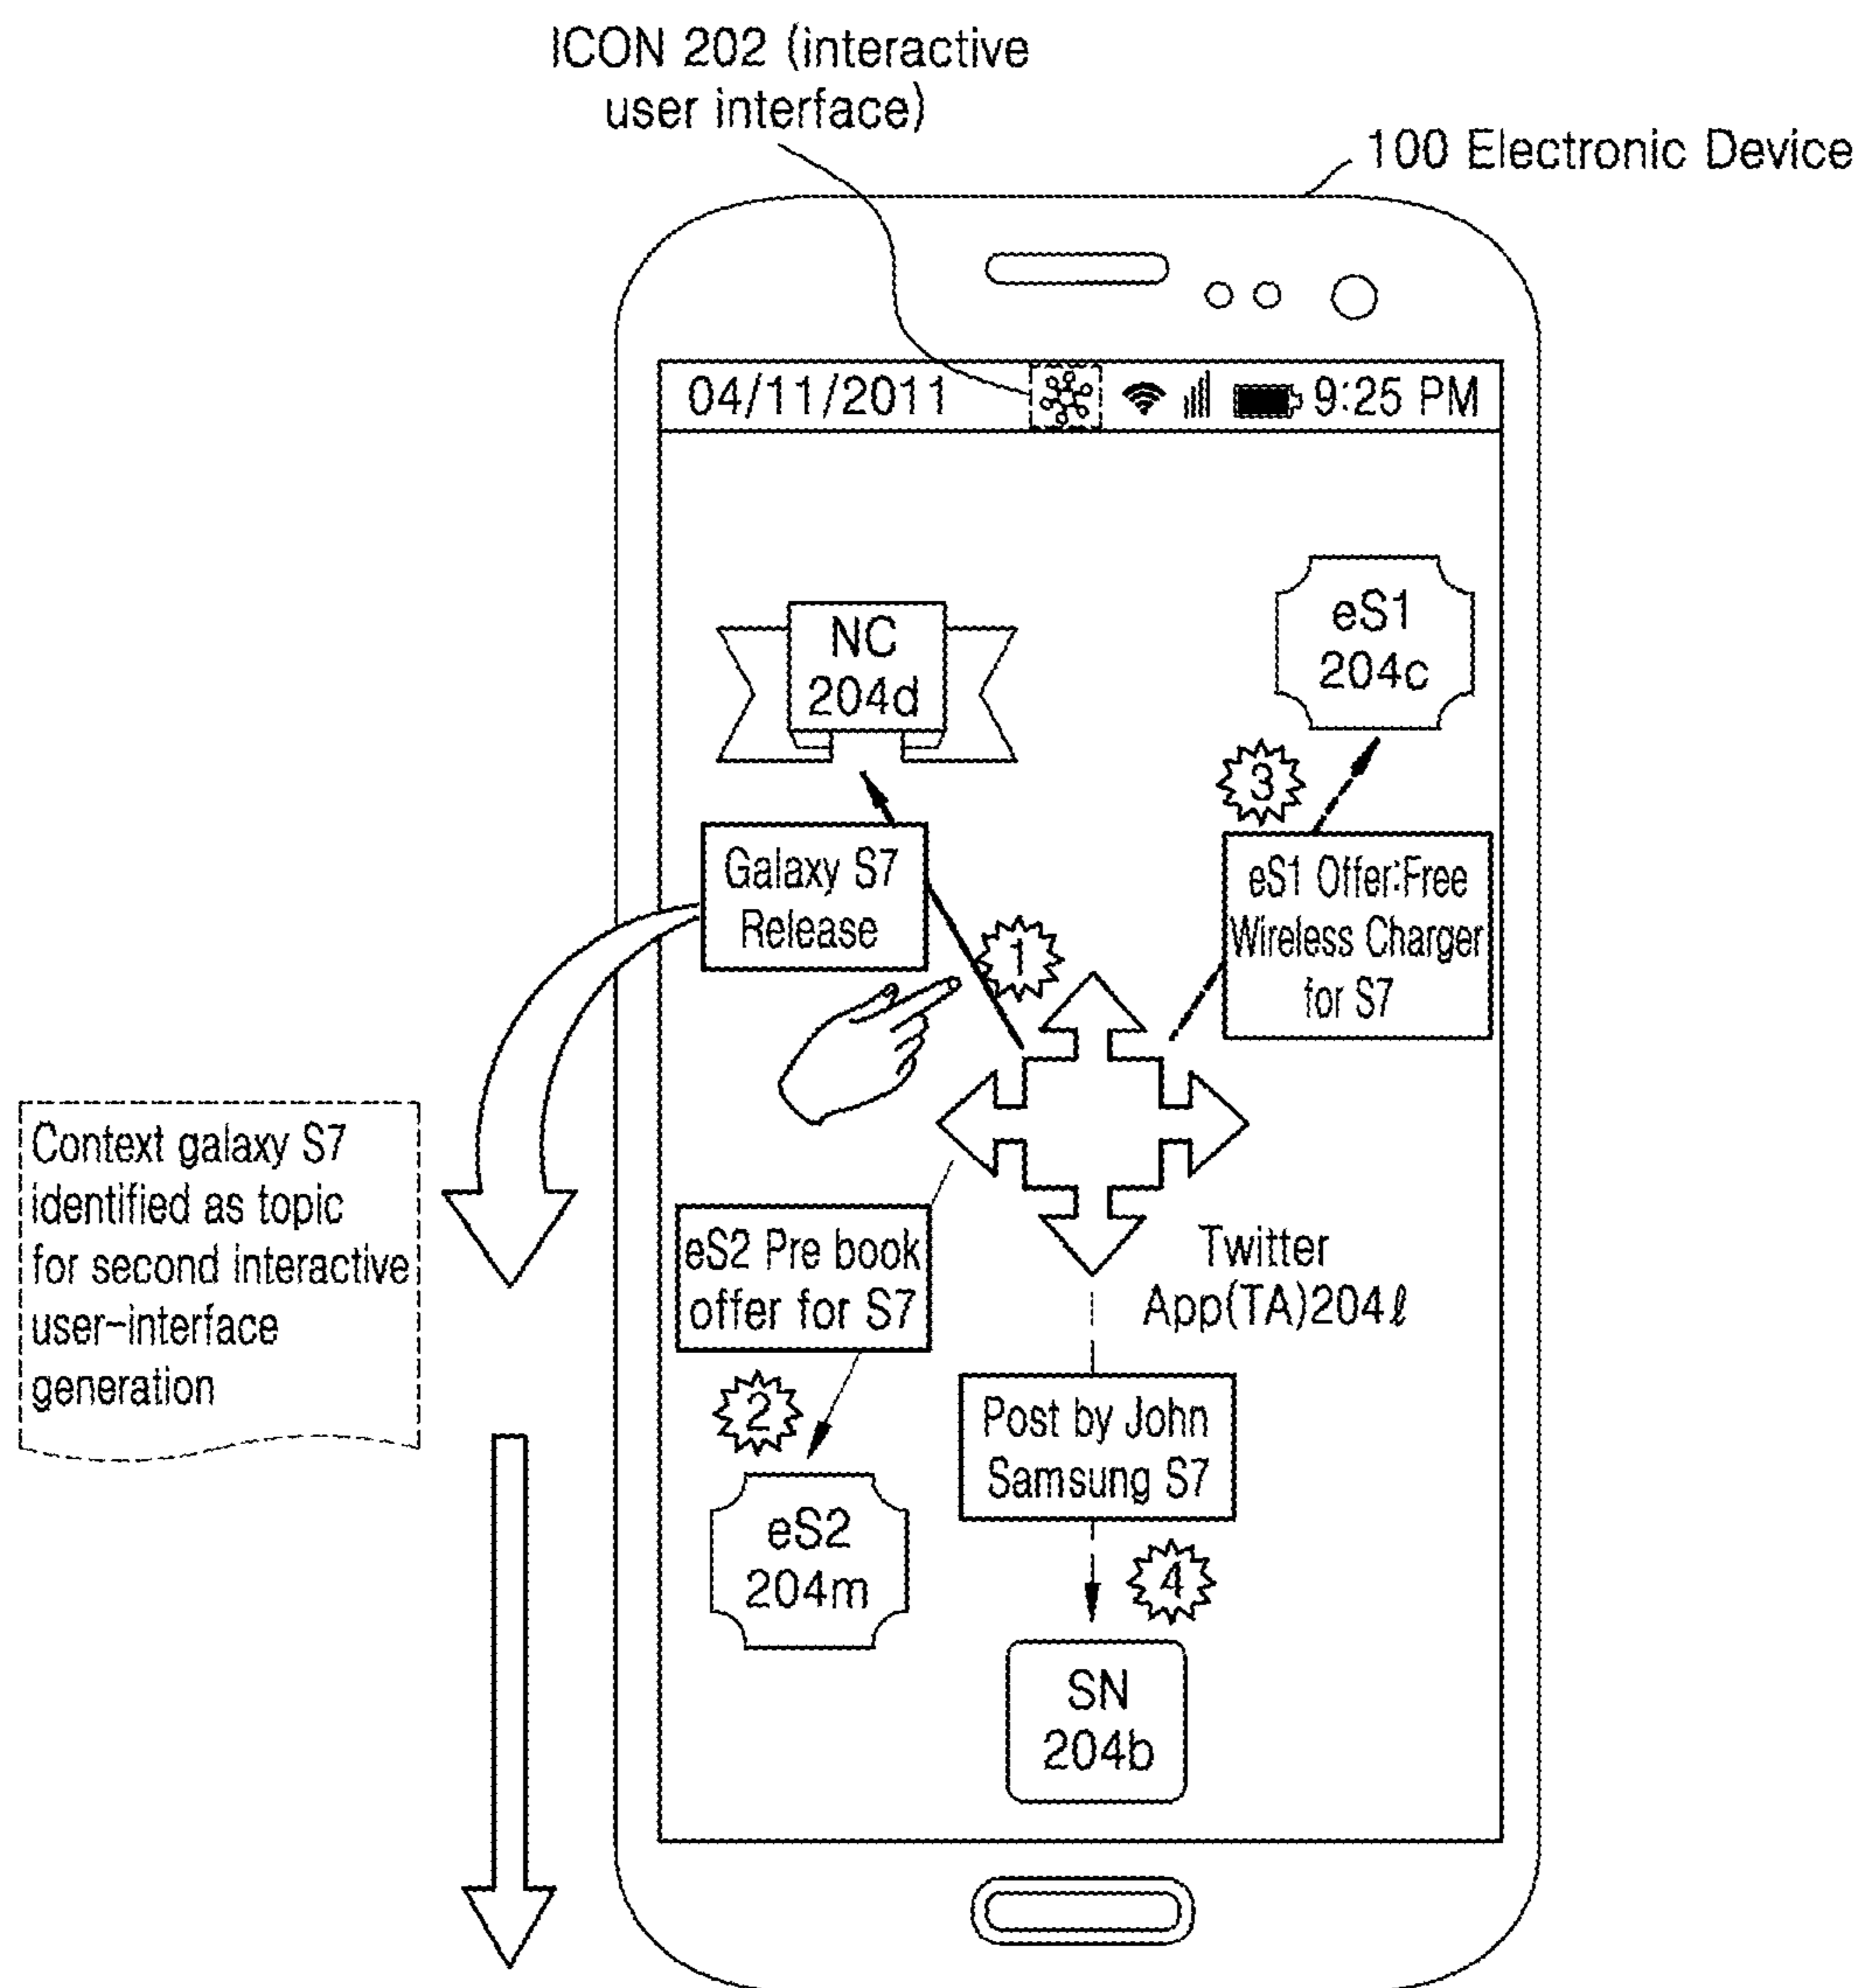 ICON 202 (interactive
user interface)
100 Electronic Device
04/11/2011
9:25 PM
NC
204d
eS1
204c
3
Galaxy S7
Release
eS1 Offer:Free
Wireless Charger
for S7
1
Context galaxy S7
identified as topic
for second interactive
user-interface
generation
eS2 Pre book
offer for S7
Twitter
App(TA)204ℓ
2
Post by John
Samsung S7
eS2
204m
4
SN
204b